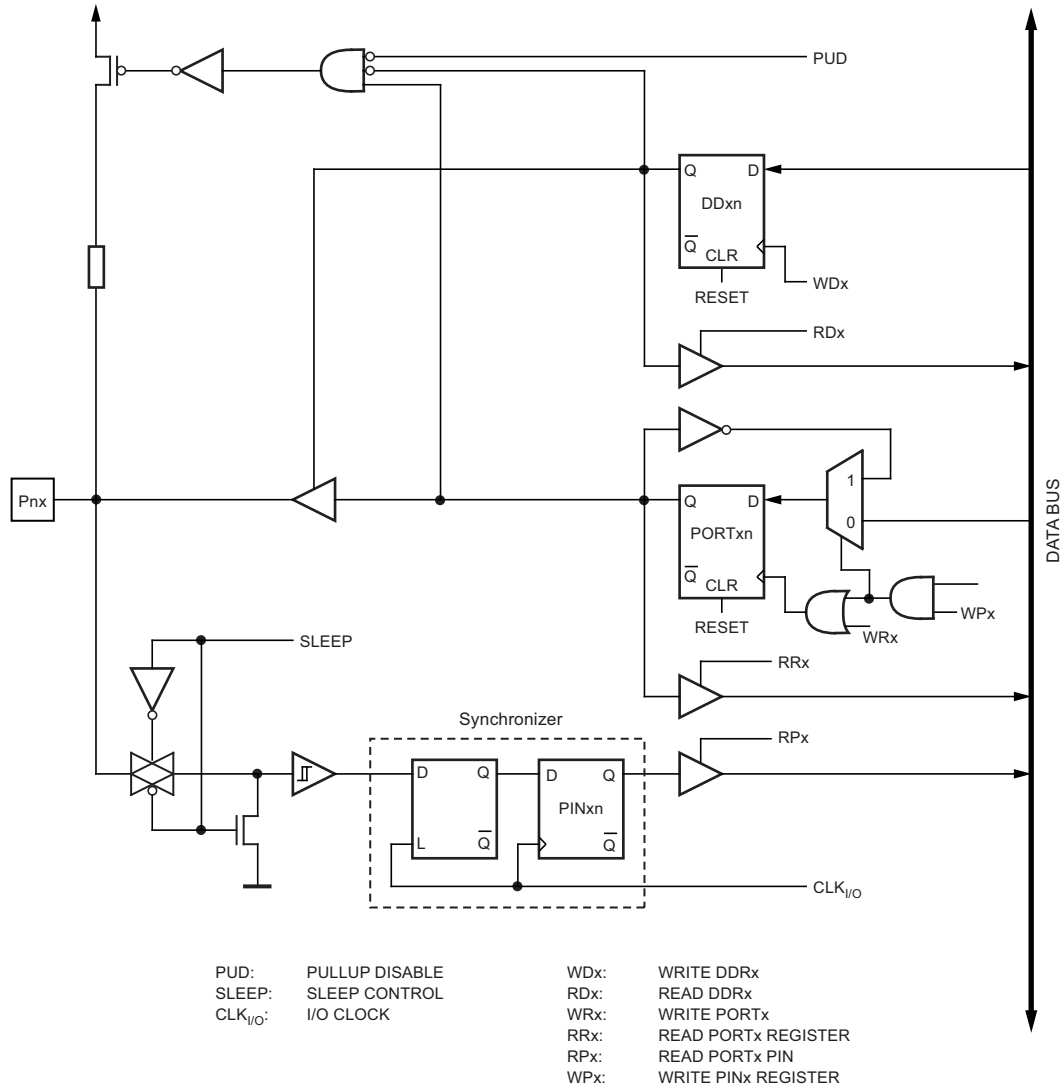 PUD
Q D
DDxn
Q̅
CLR
RESET
WDx
RDx
Pnx
1
0
Q D
PORTxn
Q̅
CLR
RESET
WPx
WRx
DATA BUS
SLEEP
RRx
Synchronizer
RPx
D Q
L Q̅
D Q
PINxn
Q̅
CLKI/O
PUD: PULLUP DISABLE
SLEEP: SLEEP CONTROL
CLKI/O: I/O CLOCK
WDx: WRITE DDRx
RDx: READ DDRx
WRx: WRITE PORTx
RRx: READ PORTx REGISTER
RPx: READ PORTx PIN
WPx: WRITE PINx REGISTER